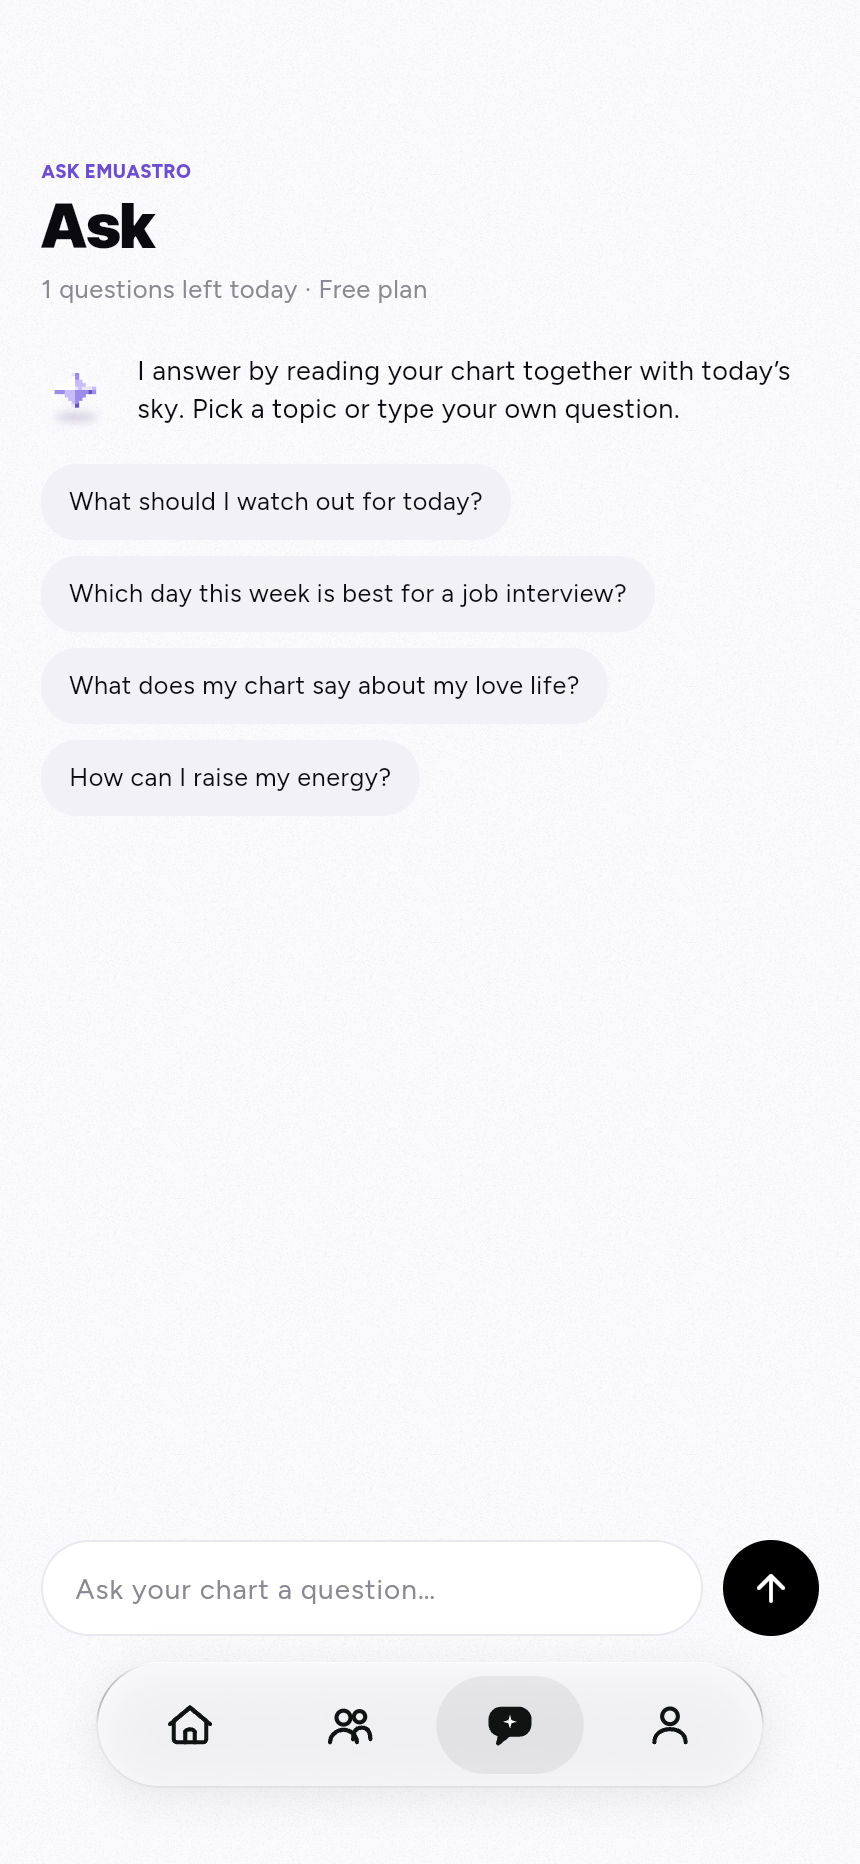 ASK EMUASTRO
Ask
1 questions left today · Free plan
I answer by reading your chart together with today’s
sky. Pick a topic or type your own question.
What should I watch out for today?
Which day this week is best for a job interview?
What does my chart say about my love life?
How can I raise my energy?
Ask your chart a question…